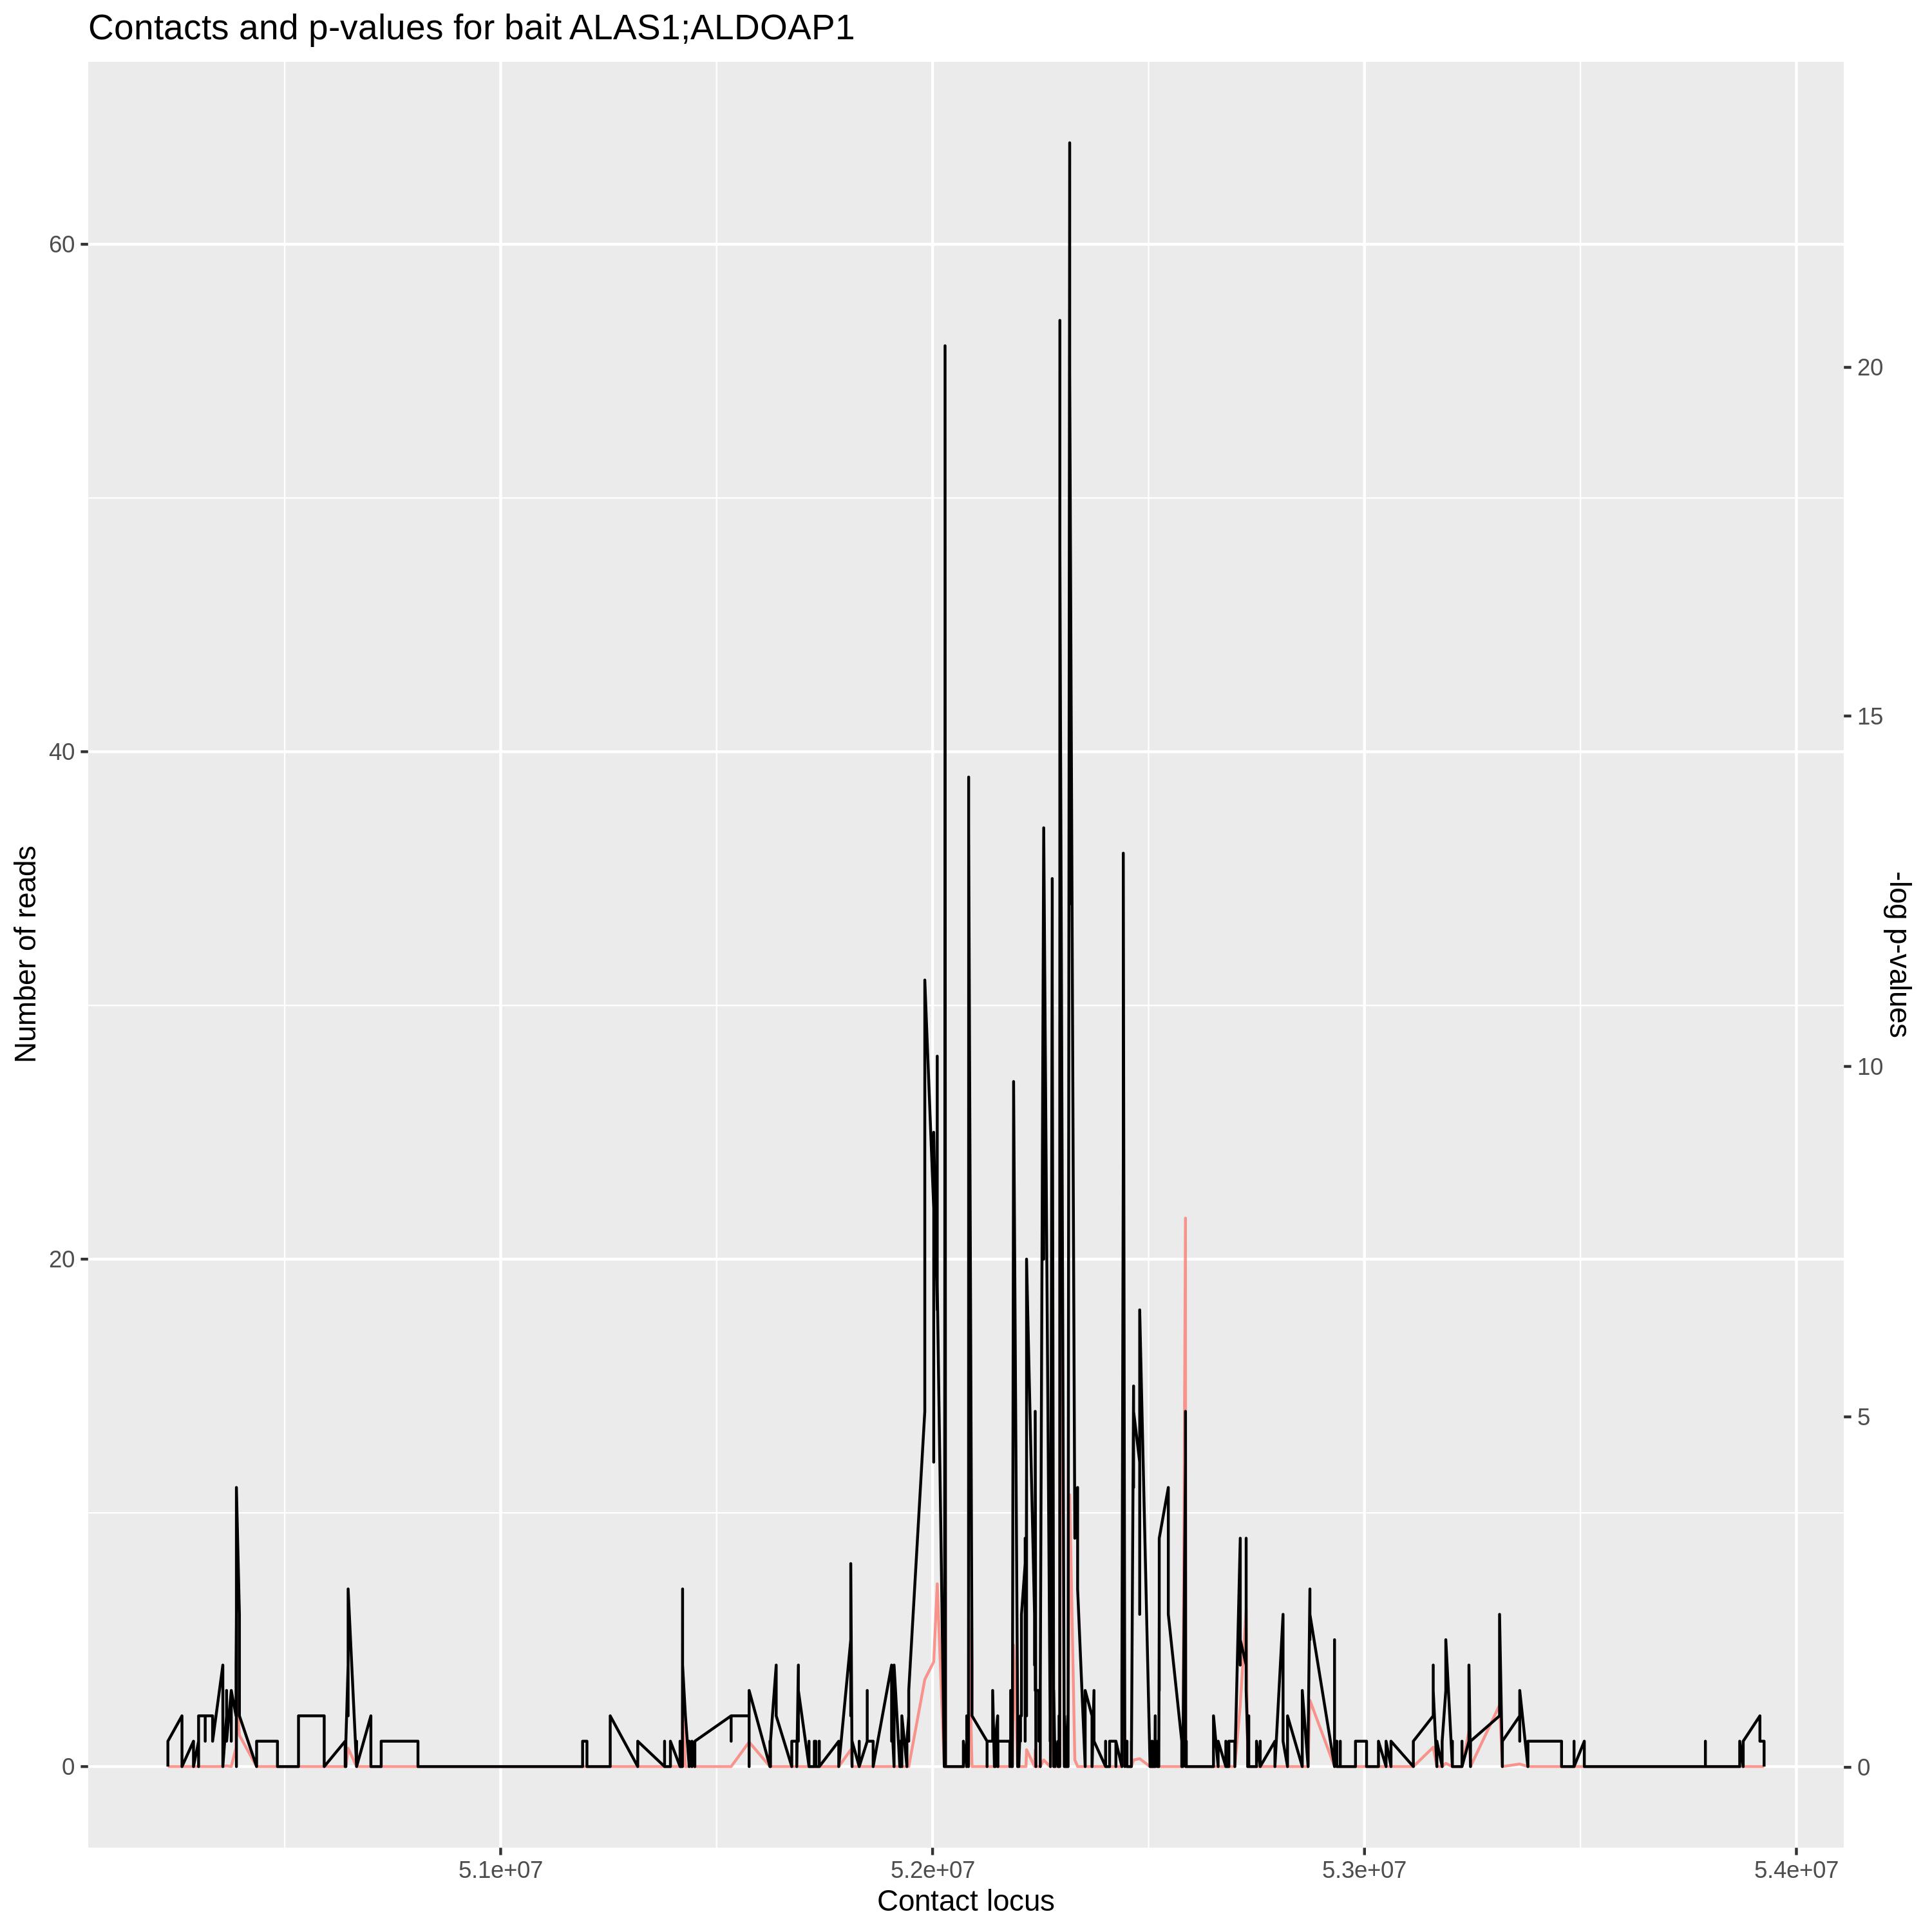 Contacts and p-values for bait ALAS1;ALDOAP1
60
40
20
0
Number of reads
20
15
10
5
0
-log p-values
5.1e+07 5.2e+07 5.3e+07 5.4e+07
Contact locus